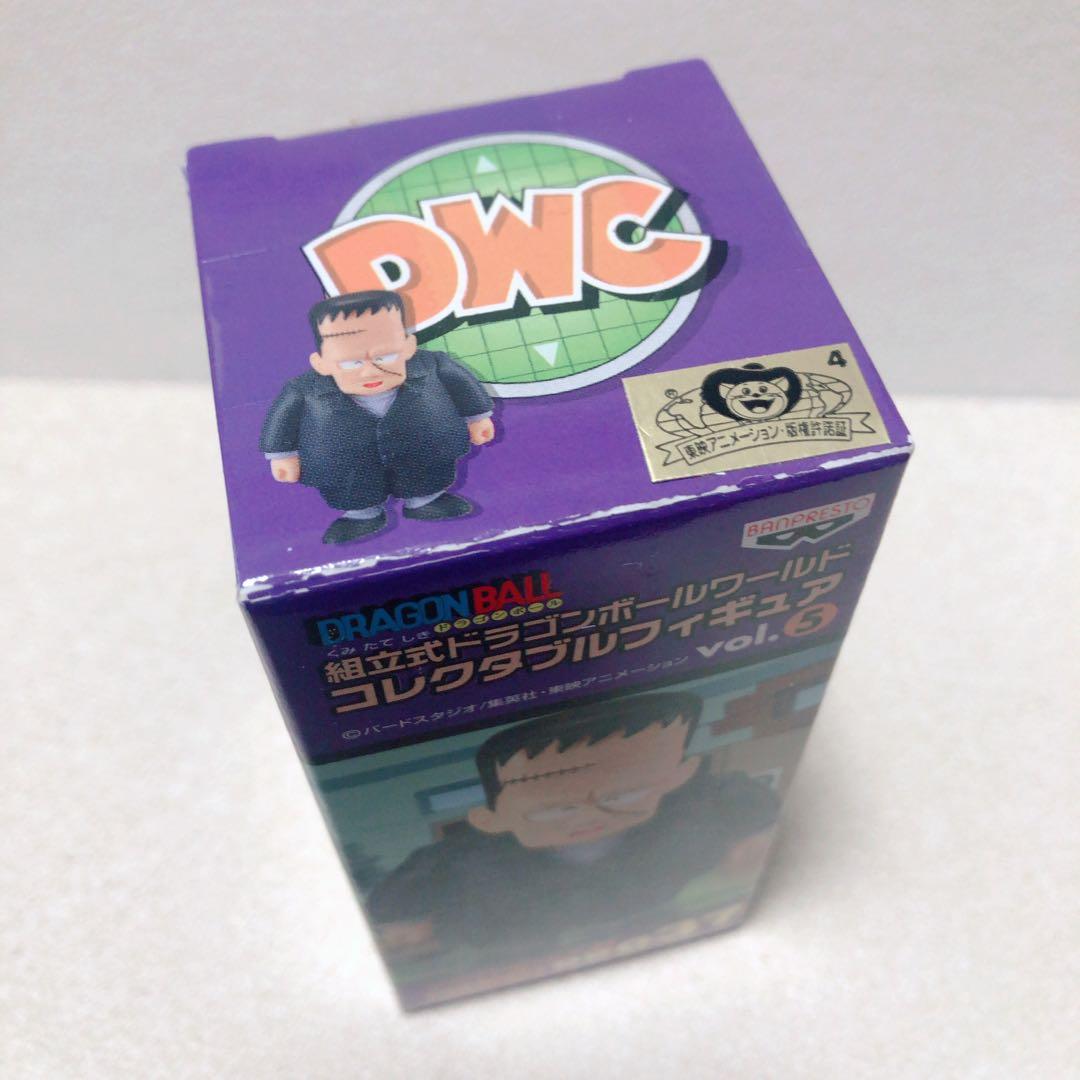 DWC
4
東映アニメーション・版権許諾証
BANPRESTO
DRAGON BALL
ドラゴンボール
くみ たて しき
組立式ドラゴンボールワールド
コレクタブルフィギュア vol.5
©バードスタジオ/集英社・東映アニメーション